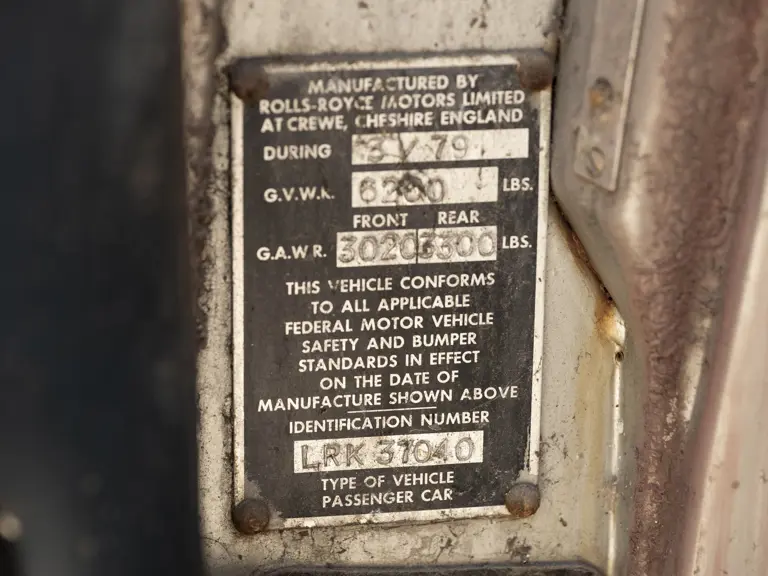 MANUFACTURED BY
ROLLS-ROYCE MOTORS LIMITED
AT CREWE, CHESHIRE ENGLAND
DURING 3 V 79
G.V.W.R. 6200 LBS.
FRONT REAR
G.A.W.R. 3020 3300 LBS.
THIS VEHICLE CONFORMS
TO ALL APPLICABLE
FEDERAL MOTOR VEHICLE
SAFETY AND BUMPER
STANDARDS IN EFFECT
ON THE DATE OF
MANUFACTURE SHOWN ABOVE
IDENTIFICATION NUMBER
LRK 37040
TYPE OF VEHICLE
PASSENGER CAR